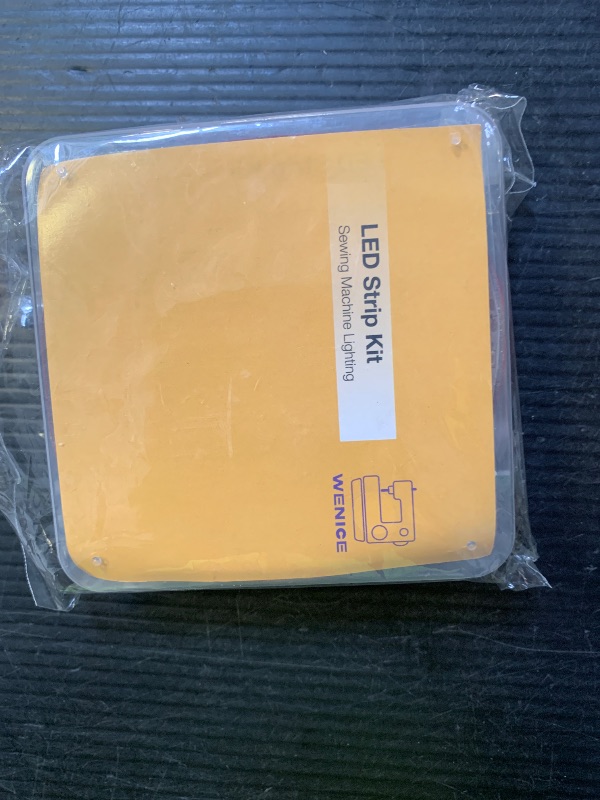 LED Strip Kit
Sewing Machine Lighting
WENICE